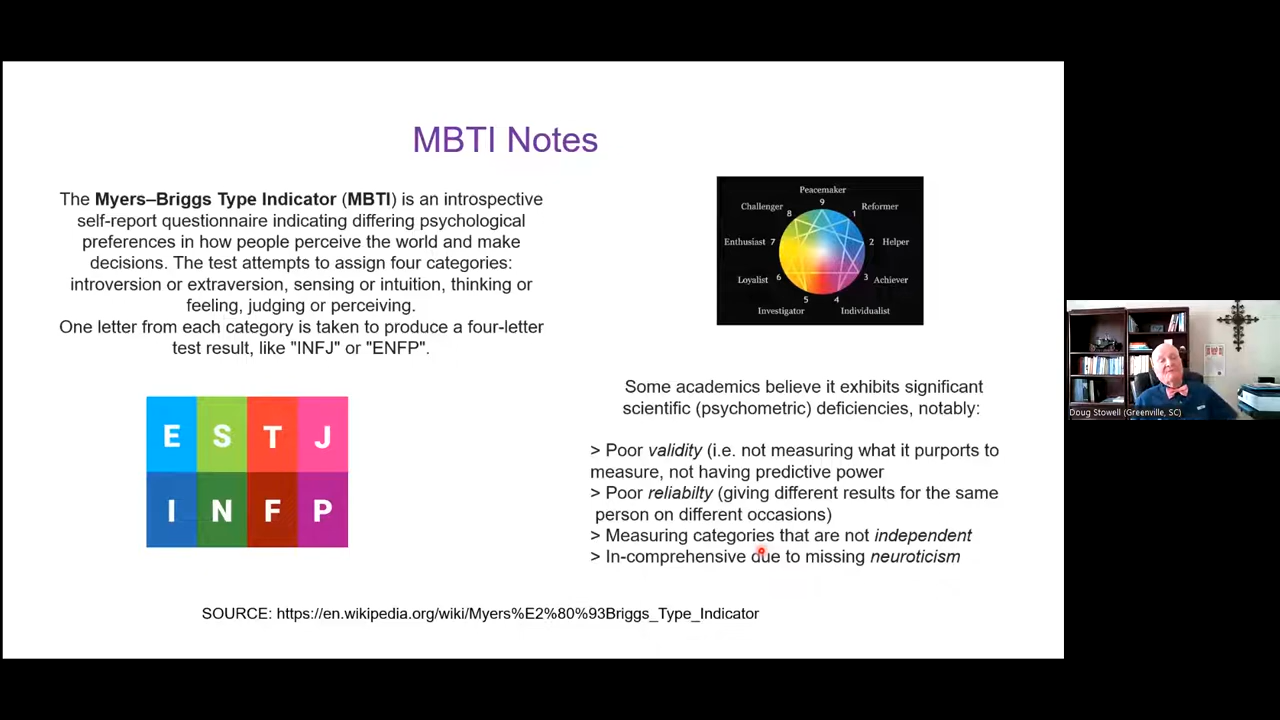 MBTI Notes
The Myers–Briggs Type Indicator (MBTI) is an introspective
self-report questionnaire indicating differing psychological
preferences in how people perceive the world and make
decisions. The test attempts to assign four categories:
introversion or extraversion, sensing or intuition, thinking or
feeling, judging or perceiving.
One letter from each category is taken to produce a four-letter
test result, like "INFJ" or "ENFP".
E S T J
I N F P
Peacemaker
9
Challenger
8
1
Reformer
Enthusiast 7
2 Helper
Loyalist 6
3 Achiever
5
4
Investigator
Individualist
Some academics believe it exhibits significant
scientific (psychometric) deficiencies, notably:
> Poor validity (i.e. not measuring what it purports to
measure, not having predictive power
> Poor reliabilty (giving different results for the same
person on different occasions)
> Measuring categories that are not independent
> In-comprehensive due to missing neuroticism
SOURCE: https://en.wikipedia.org/wiki/Myers%E2%80%93Briggs_Type_Indicator
Doug Stowell (Greenville, SC)